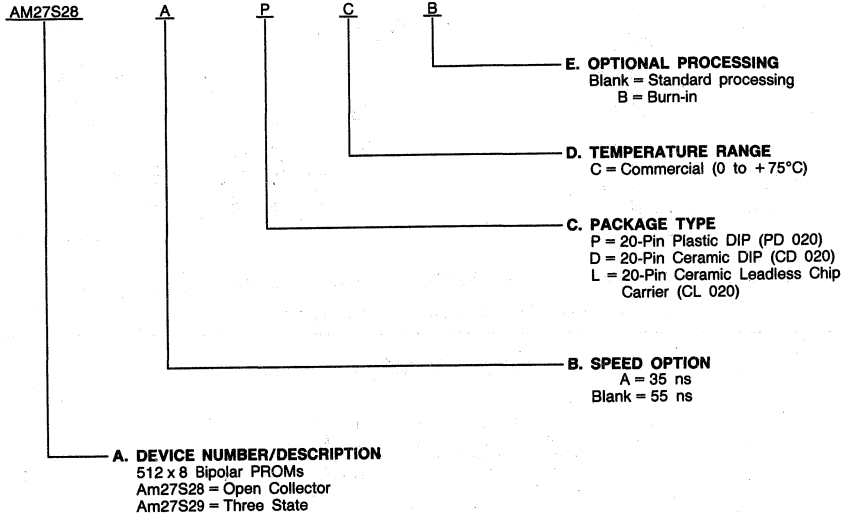 AM27S28 A P C B
E. OPTIONAL PROCESSING
Blank = Standard processing
B = Burn-in
D. TEMPERATURE RANGE
C = Commercial (0 to +75°C)
C. PACKAGE TYPE
P = 20-Pin Plastic DIP (PD 020)
D = 20-Pin Ceramic DIP (CD 020)
L = 20-Pin Ceramic Leadless Chip
Carrier (CL 020)
B. SPEED OPTION
A = 35 ns
Blank = 55 ns
A. DEVICE NUMBER/DESCRIPTION
512 x 8 Bipolar PROMs
Am27S28 = Open Collector
Am27S29 = Three State